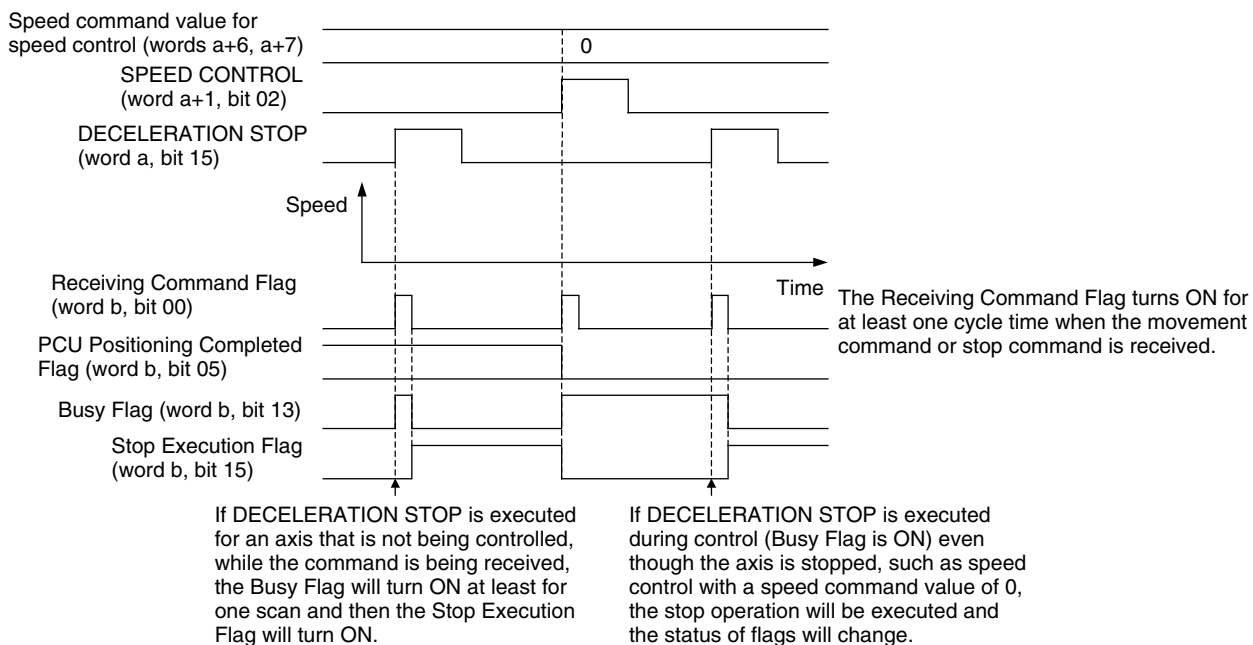 Speed command value for
speed control (words a+6, a+7)
0
SPEED CONTROL
(word a+1, bit 02)
DECELERATION STOP
(word a, bit 15)
Speed
Time
Receiving Command Flag
(word b, bit 00)
The Receiving Command Flag turns ON for
at least one cycle time when the movement
command or stop command is received.
PCU Positioning Completed
Flag (word b, bit 05)
Busy Flag (word b, bit 13)
Stop Execution Flag
(word b, bit 15)
If DECELERATION STOP is executed
for an axis that is not being controlled,
while the command is being received,
the Busy Flag will turn ON at least for
one scan and then the Stop Execution
Flag will turn ON.
If DECELERATION STOP is executed
during control (Busy Flag is ON) even
though the axis is stopped, such as speed
control with a speed command value of 0,
the stop operation will be executed and
the status of flags will change.